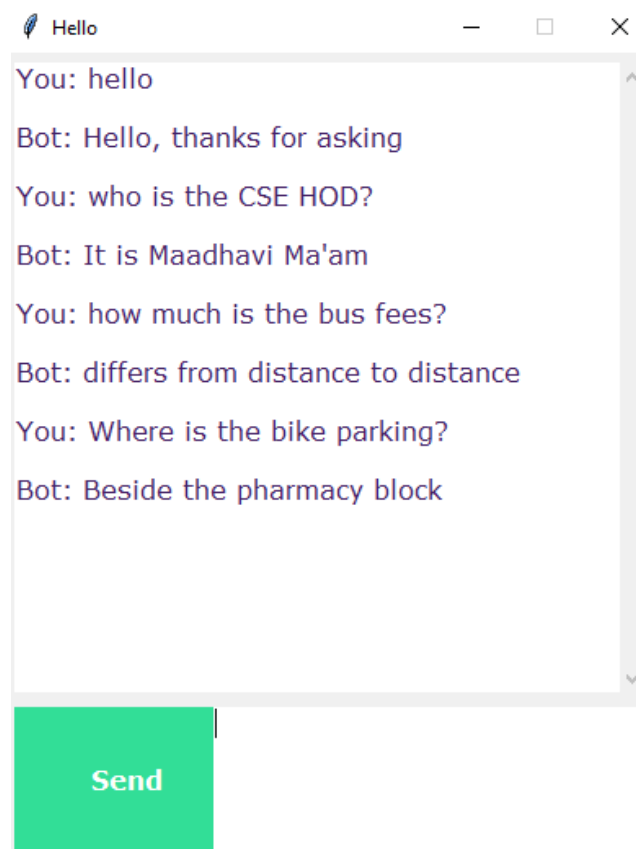 Hello
You: hello
Bot: Hello, thanks for asking
You: who is the CSE HOD?
Bot: It is Maadhavi Ma'am
You: how much is the bus fees?
Bot: differs from distance to distance
You: Where is the bike parking?
Bot: Beside the pharmacy block
Send